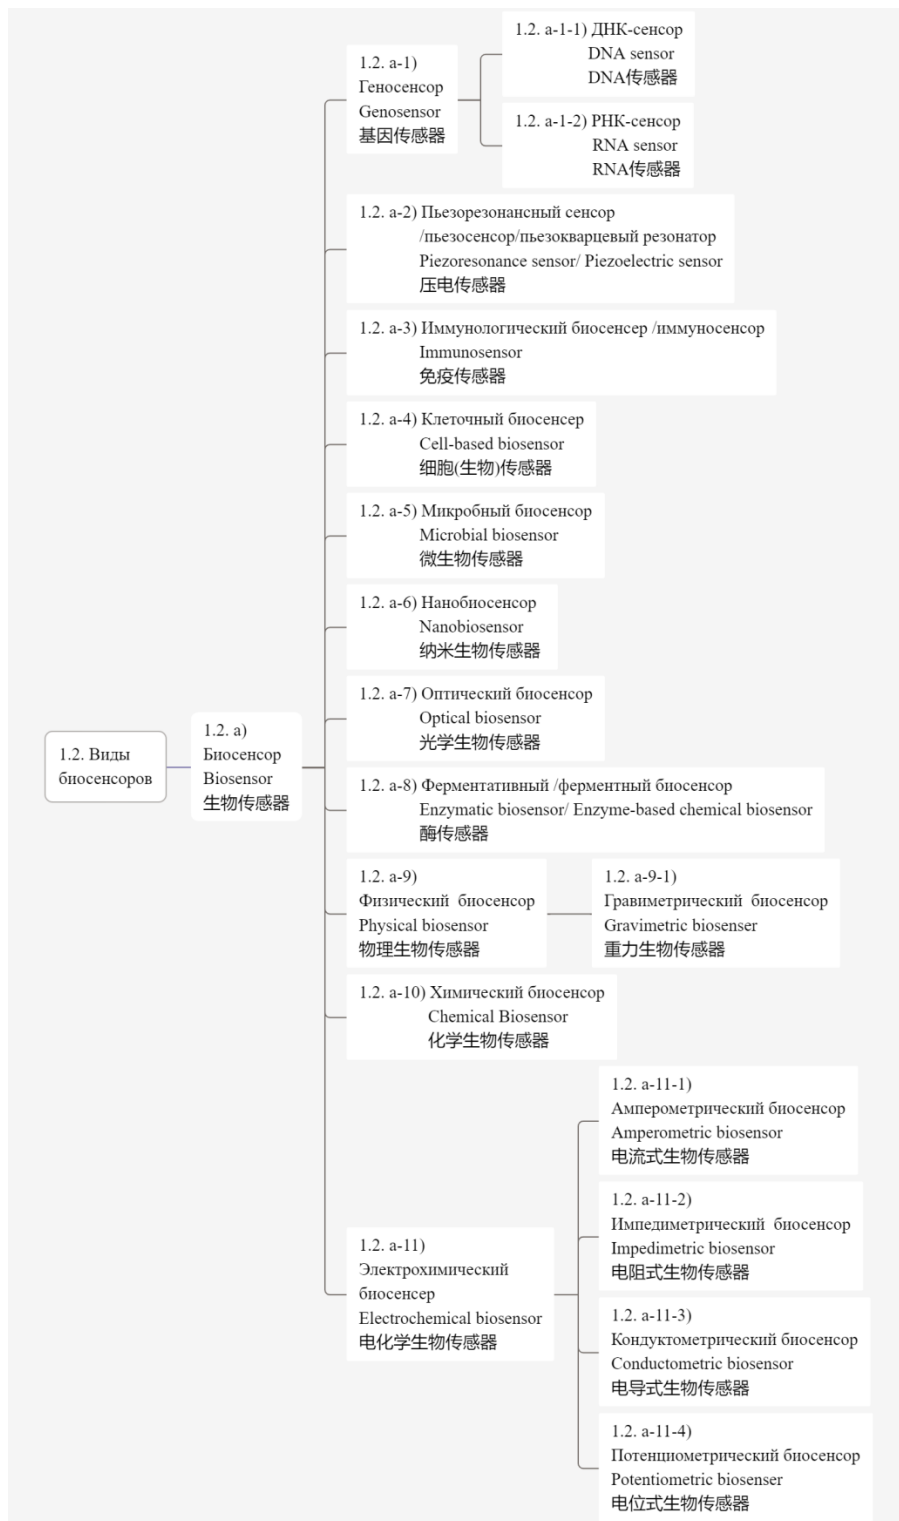 1.2. Виды
биосенсоров
1.2. а)
Биосенсор
Biosensor
生物传感器
1.2. а-1)
Геносенсор
Genosensor
基因传感器
1.2. а-1-1) ДНК-сенсор
DNA sensor
DNA传感器
1.2. а-1-2) РНК-сенсор
RNA sensor
RNA传感器
1.2. а-2) Пьезорезонансный сенсор
/пьезосенсор/пьезокварцевый резонатор
Piezoresonance sensor/ Piezoelectric sensor
压电传感器
1.2. а-3) Иммунологический биосенсер /иммуносенсор
Immunosensor
免疫传感器
1.2. а-4) Клеточный биосенсер
Cell-based biosensor
细胞(生物)传感器
1.2. а-5) Микробный биосенсор
Microbial biosensor
微生物传感器
1.2. а-6) Нанобиосенсор
Nanobiosensor
纳米生物传感器
1.2. а-7) Оптический биосенсор
Optical biosensor
光学生物传感器
1.2. а-8) Ферментативный /ферментный биосенсор
Enzymatic biosensor/ Enzyme-based chemical biosensor
酶传感器
1.2. а-9)
Физический биосенсор
Physical biosensor
物理生物传感器
1.2. а-9-1)
Гравиметрический биосенсор
Gravimetric biosenser
重力生物传感器
1.2. а-10) Химический биосенсор
Chemical Biosensor
化学生物传感器
1.2. а-11)
Электрохимический
биосенсер
Electrochemical biosensor
电化学生物传感器
1.2. а-11-1)
Амперометрический биосенсор
Amperometric biosensor
电流式生物传感器
1.2. а-11-2)
Импедиметрический биосенсор
Impedimetric biosensor
电阻式生物传感器
1.2. а-11-3)
Кондуктометрический биосенсор
Conductometric biosensor
电导式生物传感器
1.2. а-11-4)
Потенциометрический биосенсор
Potentiometric biosenser
电位式生物传感器